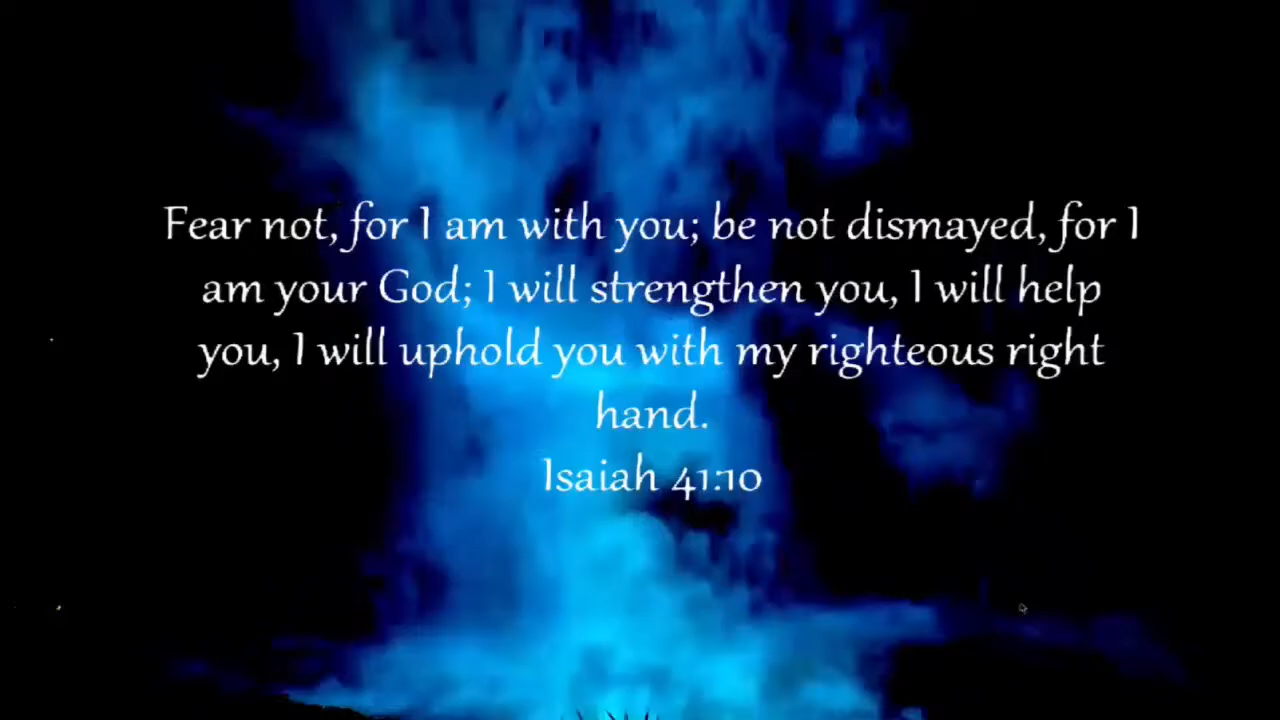 Fear not, for I am with you; be not dismayed, for I
am your God; I will strengthen you, I will help
you, I will uphold you with my righteous right
hand.
Isaiah 41:10